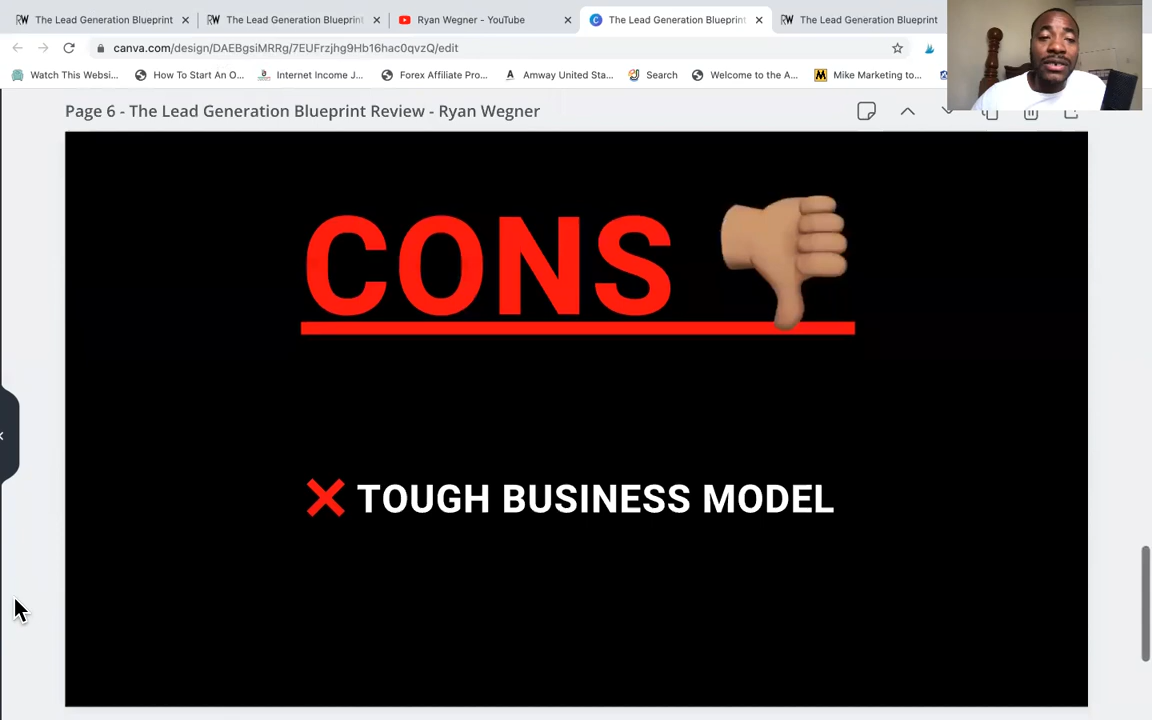 The Lead Generation Blueprint
The Lead Generation Blueprint
Ryan Wegner - YouTube
The Lead Generation Blueprint
The Lead Generation Blueprint
canva.com/design/DAEBgsiMRRg/7EUFrzjhg9Hb16hac0qvzQ/edit
Watch This Websi...
How To Start An O...
Internet Income J...
Forex Affiliate Pro...
Amway United Sta...
Search
Welcome to the A...
Mike Marketing to...
Page 6 - The Lead Generation Blueprint Review - Ryan Wegner
CONS
TOUGH BUSINESS MODEL